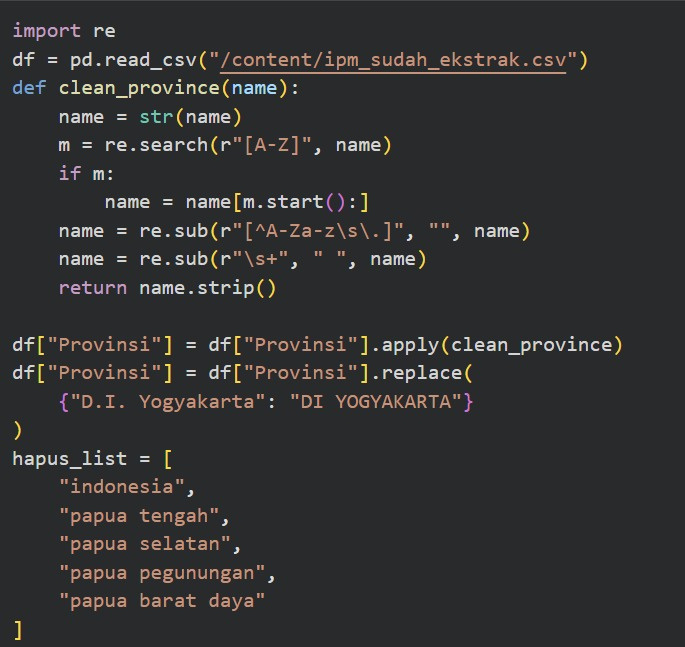 import re
df = pd.read_csv("/content/ipm_sudah_ekstrak.csv")
def clean_province(name):
    name = str(name)
    m = re.search(r"[A-Z]", name)
    if m:
        name = name[m.start():]
    name = re.sub(r"[^A-Za-z\s\.]", "", name)
    name = re.sub(r"\s+", " ", name)
    return name.strip()

df["Provinsi"] = df["Provinsi"].apply(clean_province)
df["Provinsi"] = df["Provinsi"].replace(
    {"D.I. Yogyakarta": "DI YOGYAKARTA"}
)
hapus_list = [
    "indonesia",
    "papua tengah",
    "papua selatan",
    "papua pegunungan",
    "papua barat daya"
]